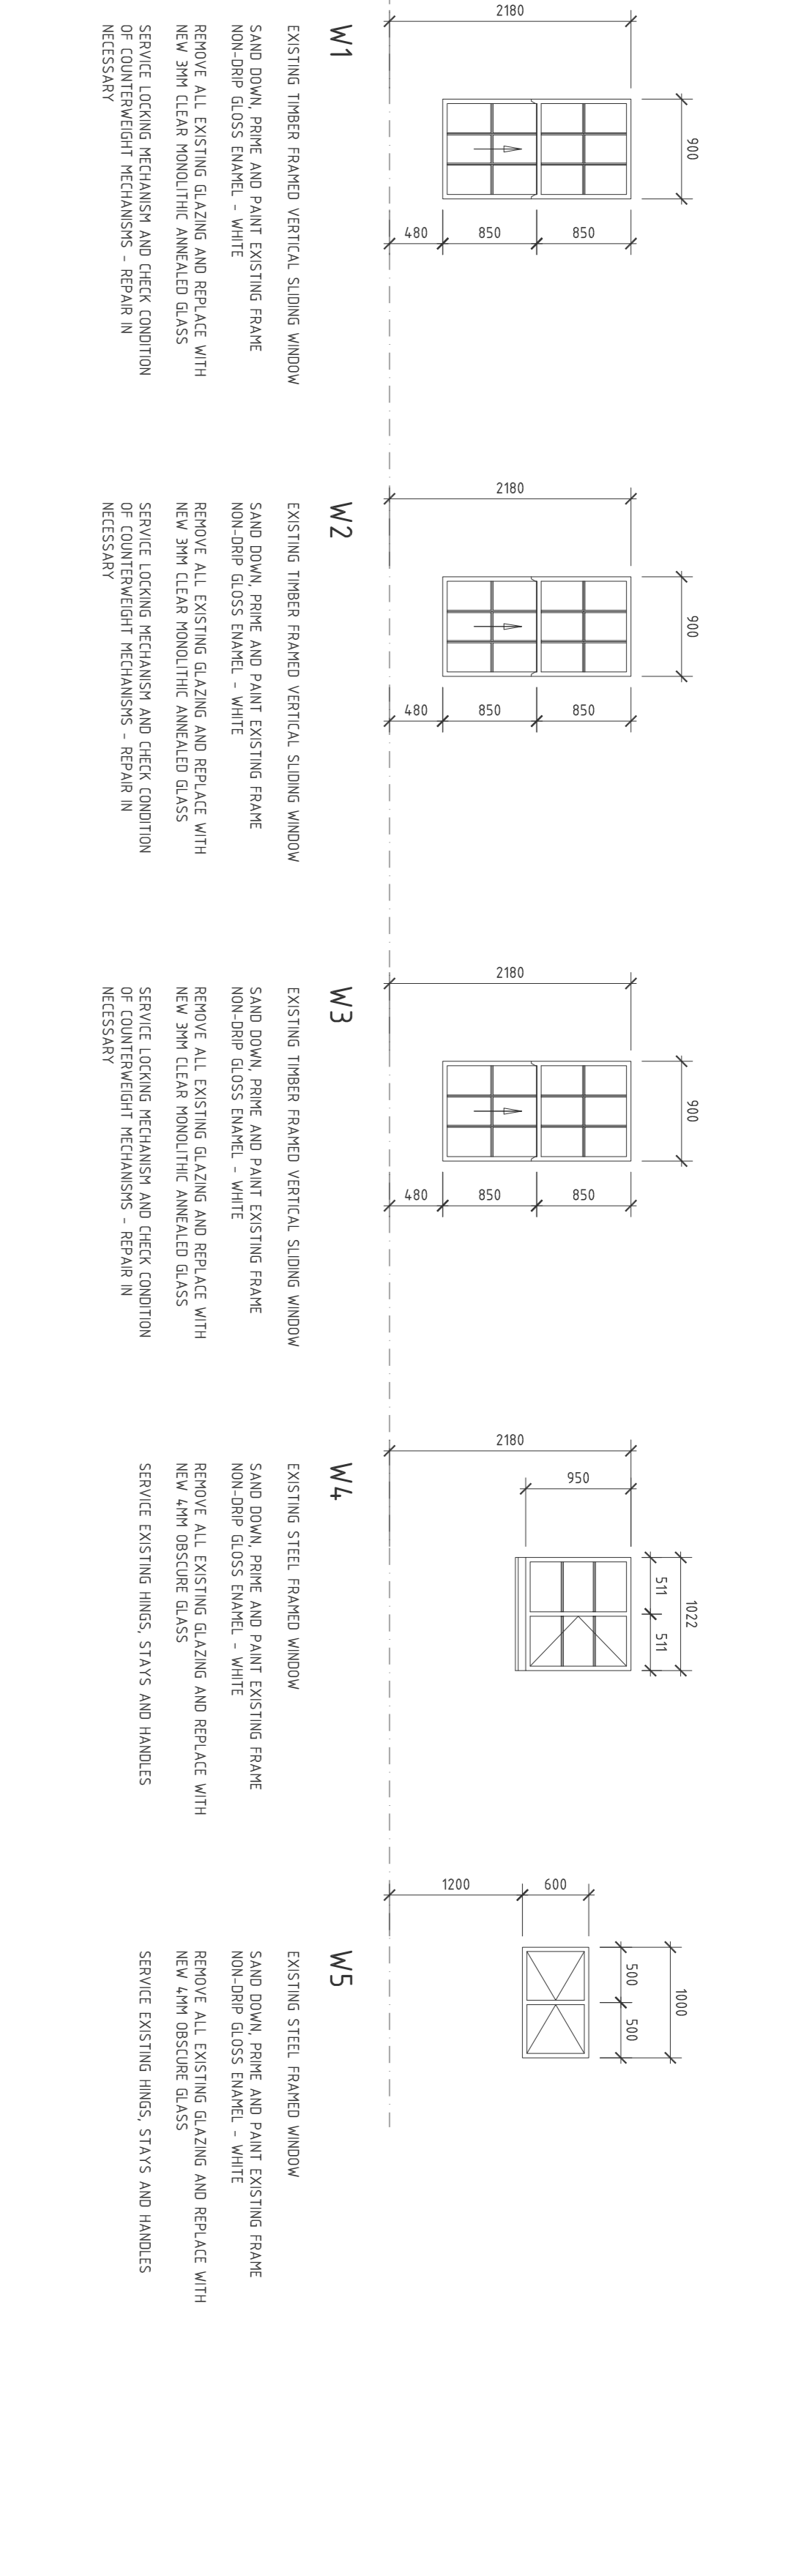 2180
900
480
850
850
W1
EXISTING TIMBER FRAMED VERTICAL SLIDING WINDOW
SAND DOWN, PRIME AND PAINT EXISTING FRAME
NON-DRIP GLOSS ENAMEL - WHITE
REMOVE ALL EXISTING GLAZING AND REPLACE WITH
NEW 3MM CLEAR MONOLITHIC ANNEALED GLASS
SERVICE LOCKING MECHANISM AND CHECK CONDITION
OF COUNTERWEIGHT MECHANISMS - REPAIR IN
NECESSARY
2180
900
480
850
850
W2
EXISTING TIMBER FRAMED VERTICAL SLIDING WINDOW
SAND DOWN, PRIME AND PAINT EXISTING FRAME
NON-DRIP GLOSS ENAMEL - WHITE
REMOVE ALL EXISTING GLAZING AND REPLACE WITH
NEW 3MM CLEAR MONOLITHIC ANNEALED GLASS
SERVICE LOCKING MECHANISM AND CHECK CONDITION
OF COUNTERWEIGHT MECHANISMS - REPAIR IN
NECESSARY
2180
900
480
850
850
W3
EXISTING TIMBER FRAMED VERTICAL SLIDING WINDOW
SAND DOWN, PRIME AND PAINT EXISTING FRAME
NON-DRIP GLOSS ENAMEL - WHITE
REMOVE ALL EXISTING GLAZING AND REPLACE WITH
NEW 3MM CLEAR MONOLITHIC ANNEALED GLASS
SERVICE LOCKING MECHANISM AND CHECK CONDITION
OF COUNTERWEIGHT MECHANISMS - REPAIR IN
NECESSARY
2180
950
1022
511
511
W4
EXISTING STEEL FRAMED WINDOW
SAND DOWN, PRIME AND PAINT EXISTING FRAME
NON-DRIP GLOSS ENAMEL - WHITE
REMOVE ALL EXISTING GLAZING AND REPLACE WITH
NEW 4MM OBSCURE GLASS
SERVICE EXISTING HINGS, STAYS AND HANDLES
1200
600
1000
500
500
W5
EXISTING STEEL FRAMED WINDOW
SAND DOWN, PRIME AND PAINT EXISTING FRAME
NON-DRIP GLOSS ENAMEL - WHITE
REMOVE ALL EXISTING GLAZING AND REPLACE WITH
NEW 4MM OBSCURE GLASS
SERVICE EXISTING HINGS, STAYS AND HANDLES